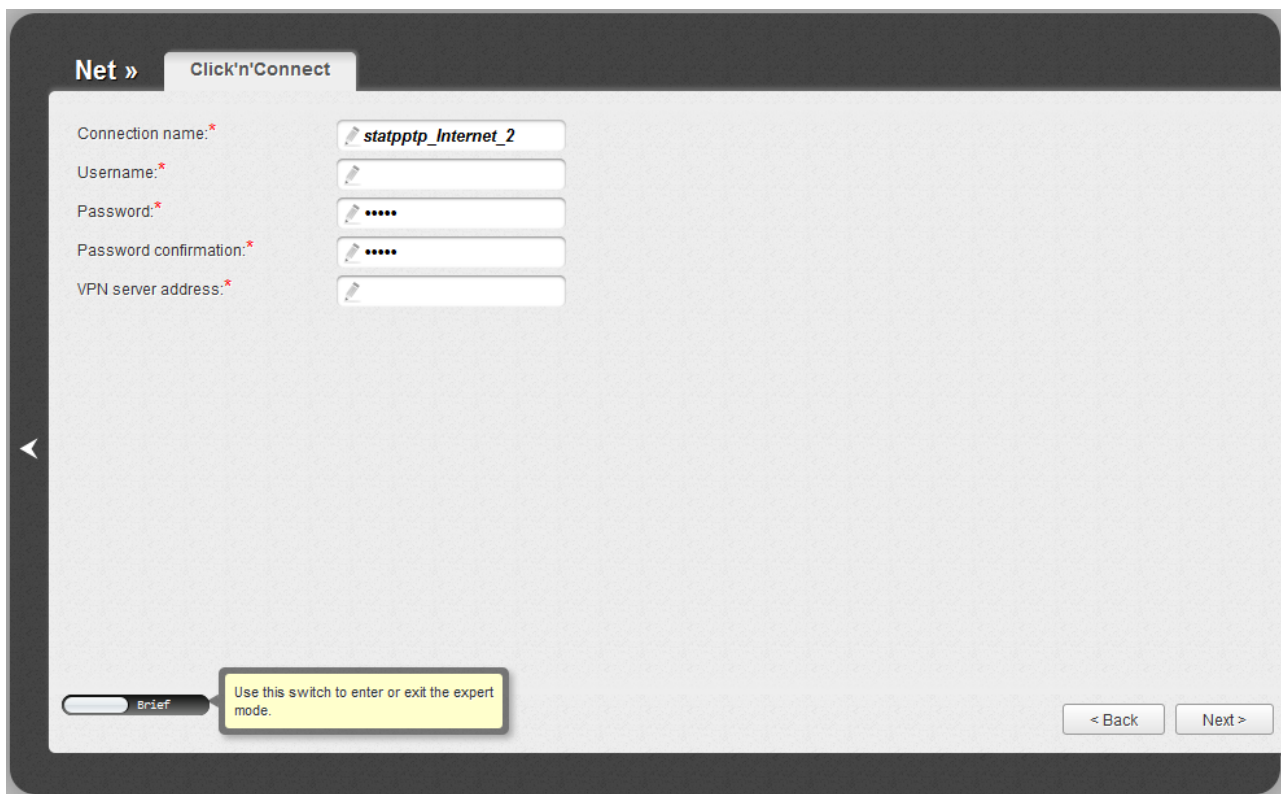 Net » Click'n'Connect
Connection name:* statpptp_Internet_2
Username:*
Password:* •••••
Password confirmation:* •••••
VPN server address:*
Brief
Use this switch to enter or exit the expert
mode.
< Back Next >